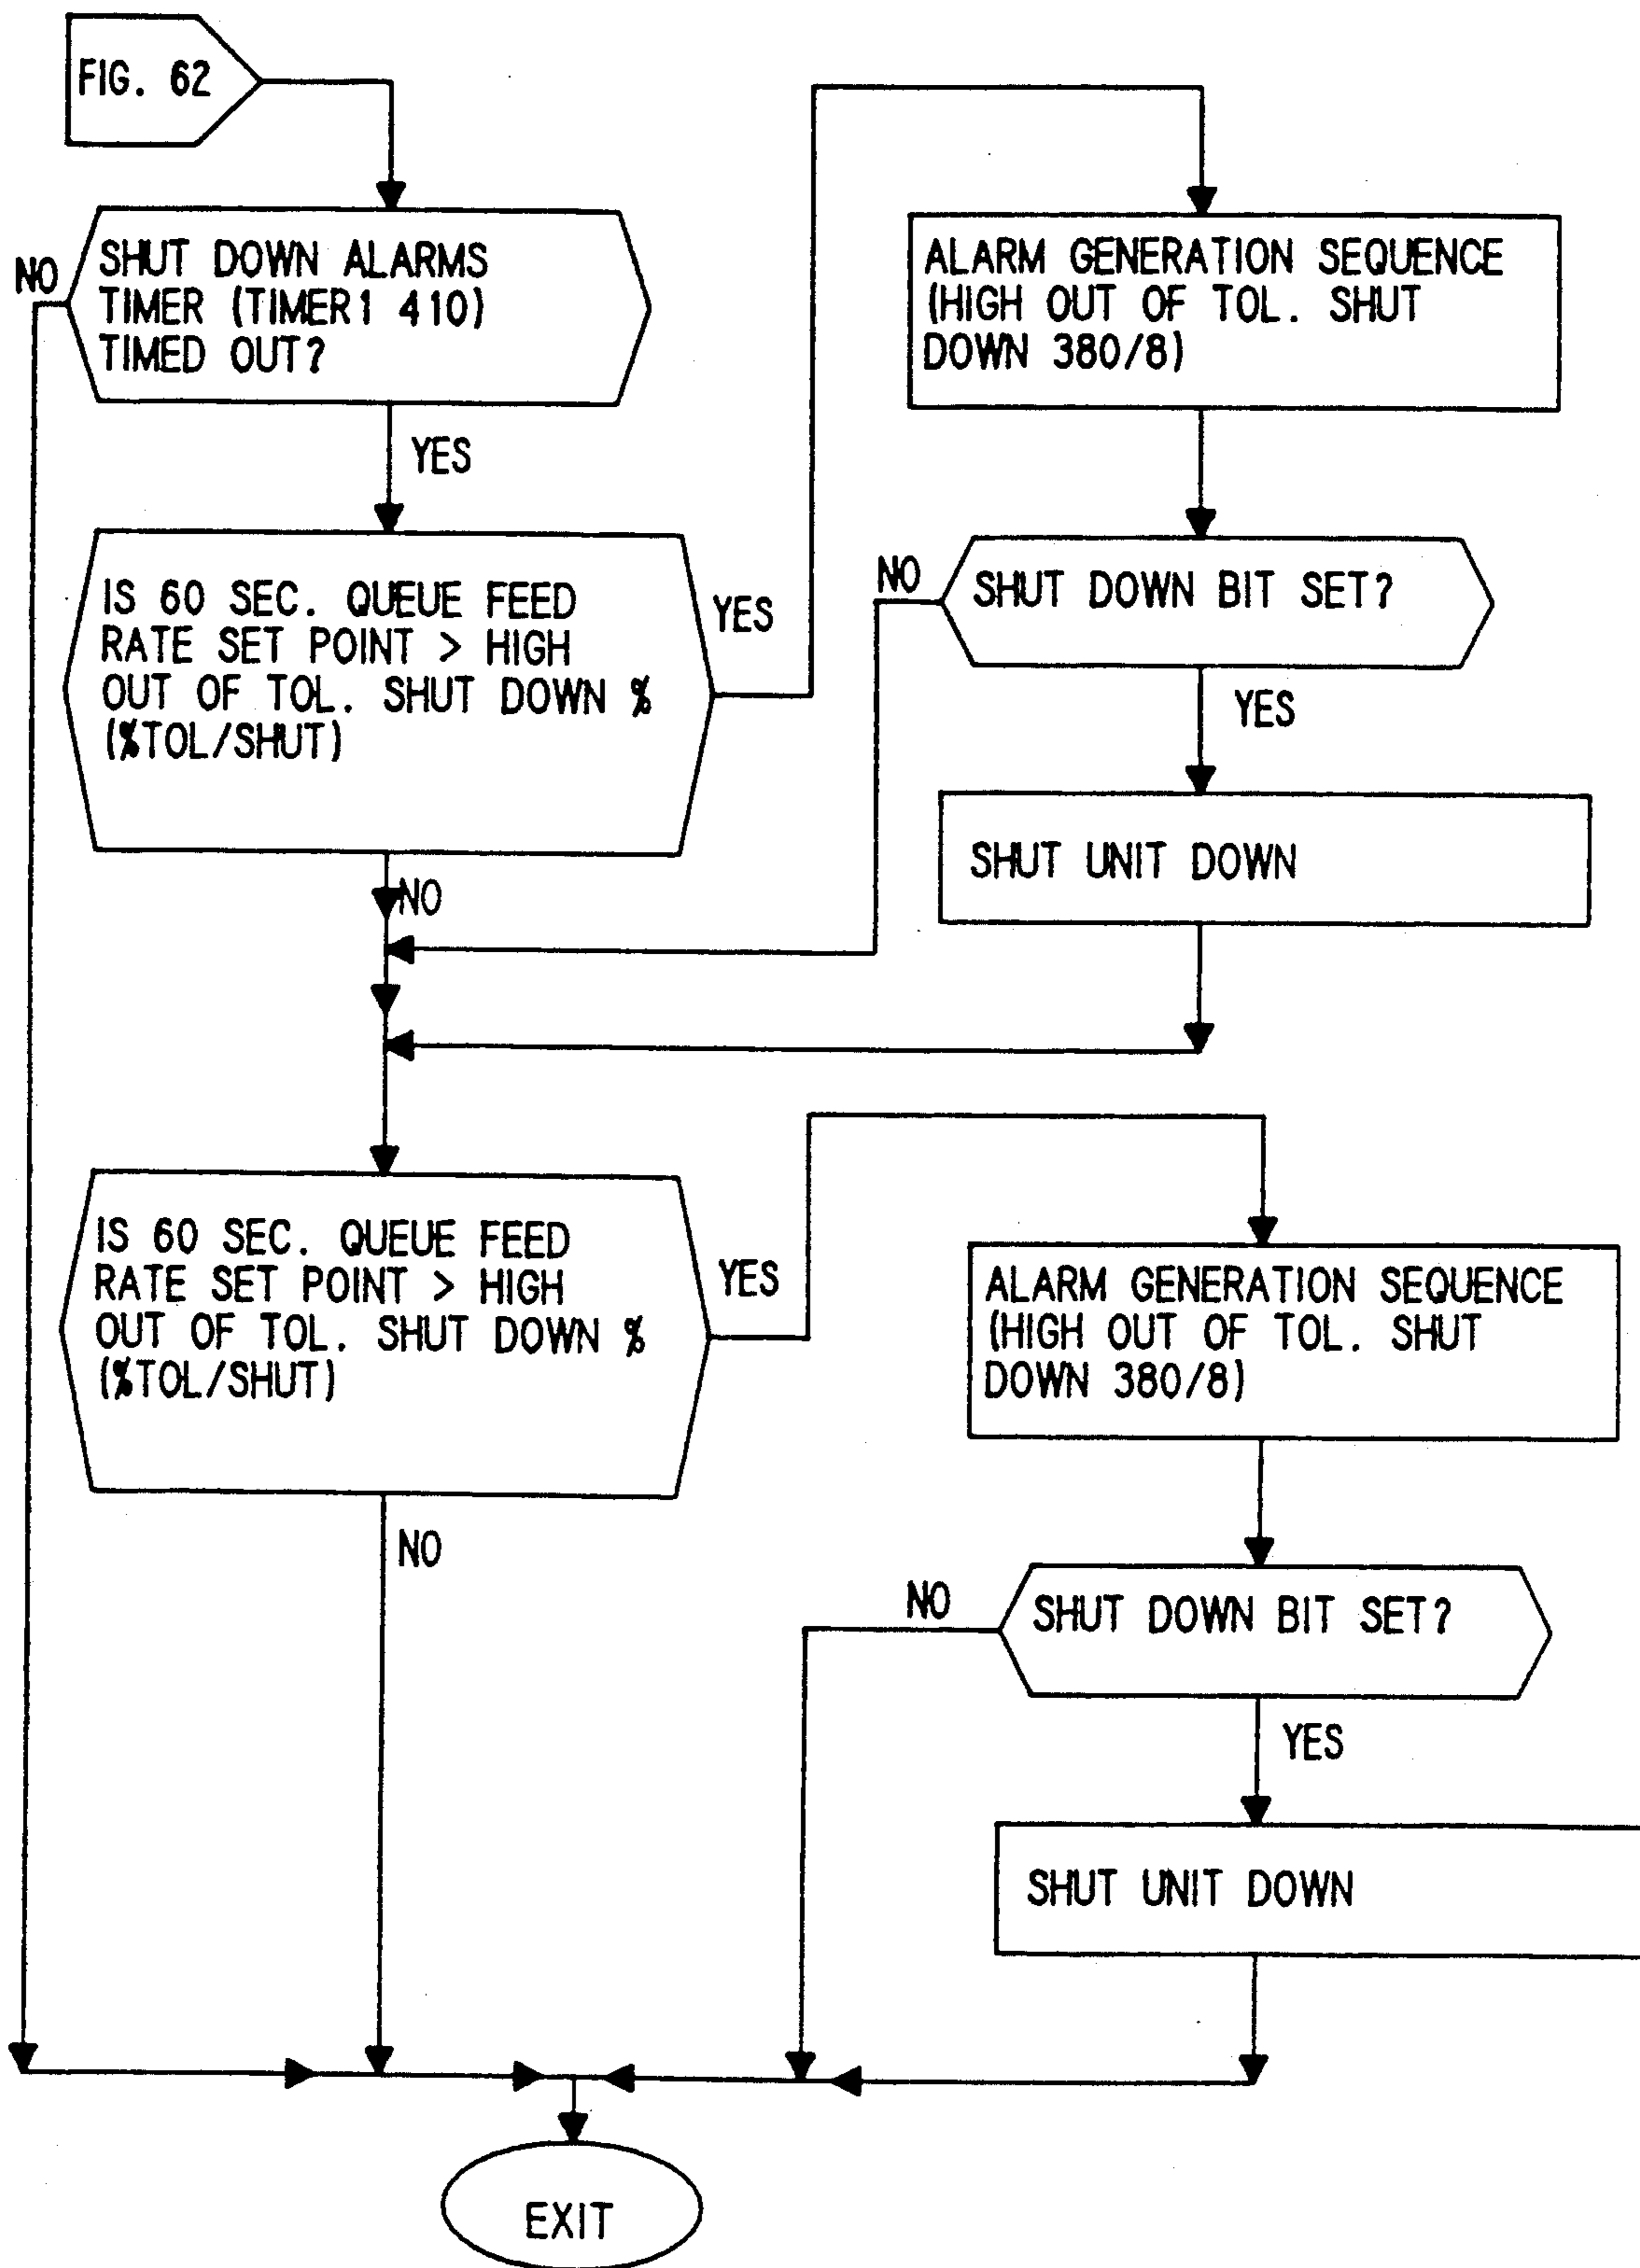 FIG. 62
SHUT DOWN ALARMS
TIMER (TIMER1 410)
TIMED OUT?
NO
YES
IS 60 SEC. QUEUE FEED
RATE SET POINT > HIGH
OUT OF TOL. SHUT DOWN %
(%TOL/SHUT)
YES
NO
ALARM GENERATION SEQUENCE
(HIGH OUT OF TOL. SHUT
DOWN 380/8)
SHUT DOWN BIT SET?
NO
YES
SHUT UNIT DOWN
IS 60 SEC. QUEUE FEED
RATE SET POINT > HIGH
OUT OF TOL. SHUT DOWN %
(%TOL/SHUT)
YES
NO
ALARM GENERATION SEQUENCE
(HIGH OUT OF TOL. SHUT
DOWN 380/8)
SHUT DOWN BIT SET?
NO
YES
SHUT UNIT DOWN
EXIT